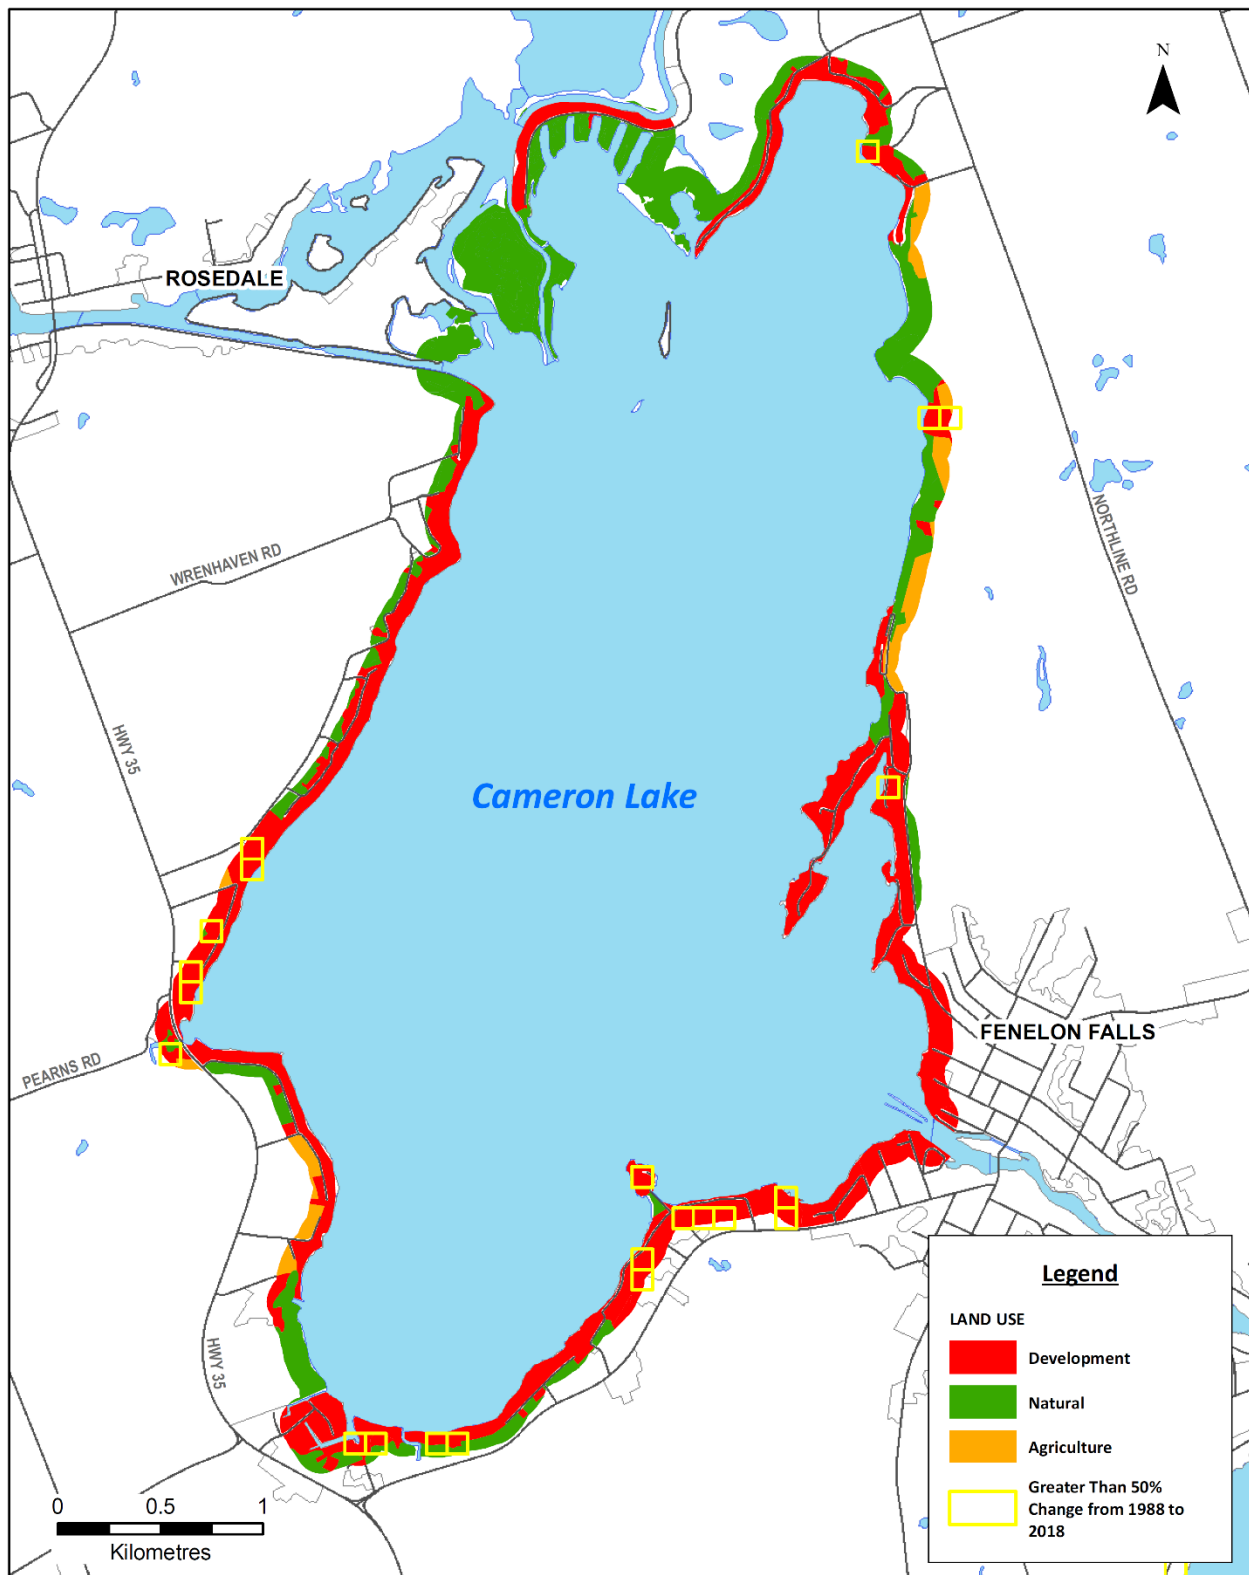 N
ROSEDALE
WRENHAVEN RD
NORTHLINE RD
HWY 35
Cameron Lake
FENELON FALLS
PEARNS RD
HWY 35
Legend
LAND USE
Development
Natural
Agriculture
Greater Than 50%
Change from 1988 to
2018
0 0.5 1
Kilometres